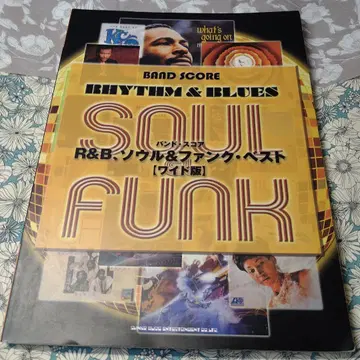 what's
going on
BAND SCORE
RHYTHM & BLUES
SOUL
バンド・スコア
R&B、ソウル&ファンク・ベスト
[ワイド版]
FUNK